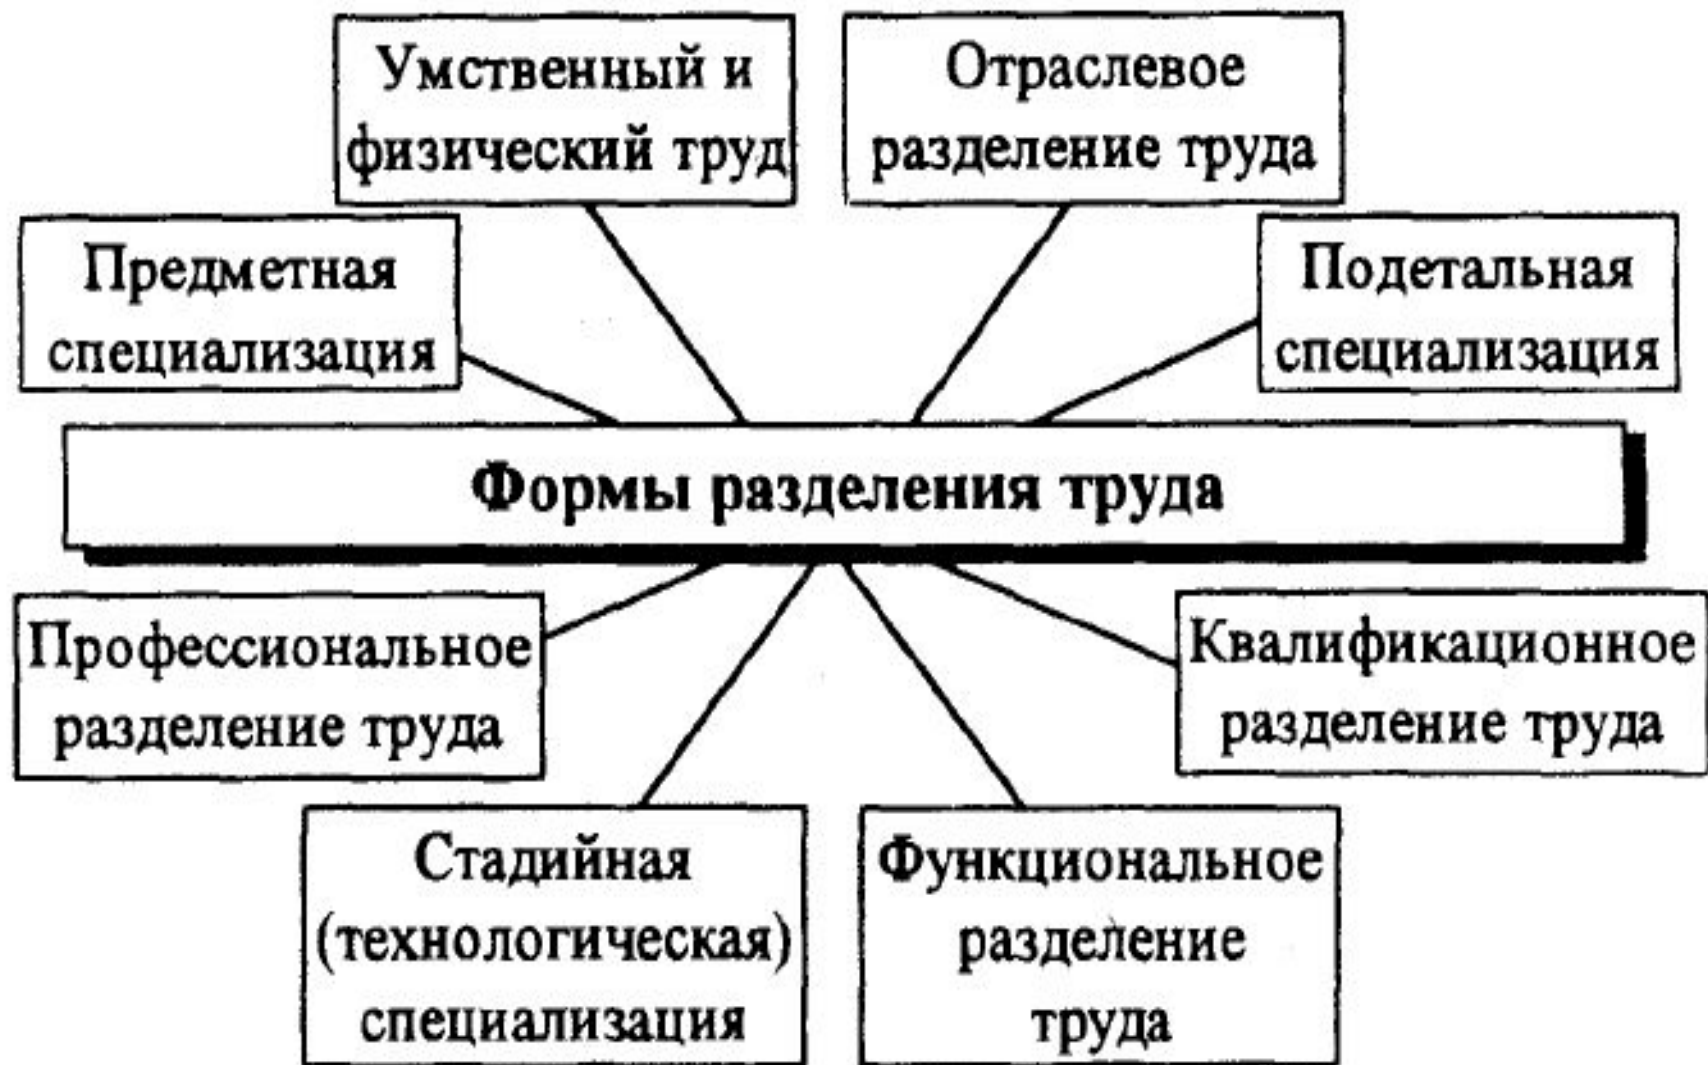 Умственный и
физический труд
Отраслевое
разделение труда
Предметная
специализация
Подетальная
специализация
Формы разделения труда
Профессиональное
разделение труда
Квалификационное
разделение труда
Стадийная
(технологическая)
специализация
Функциональное
разделение
труда